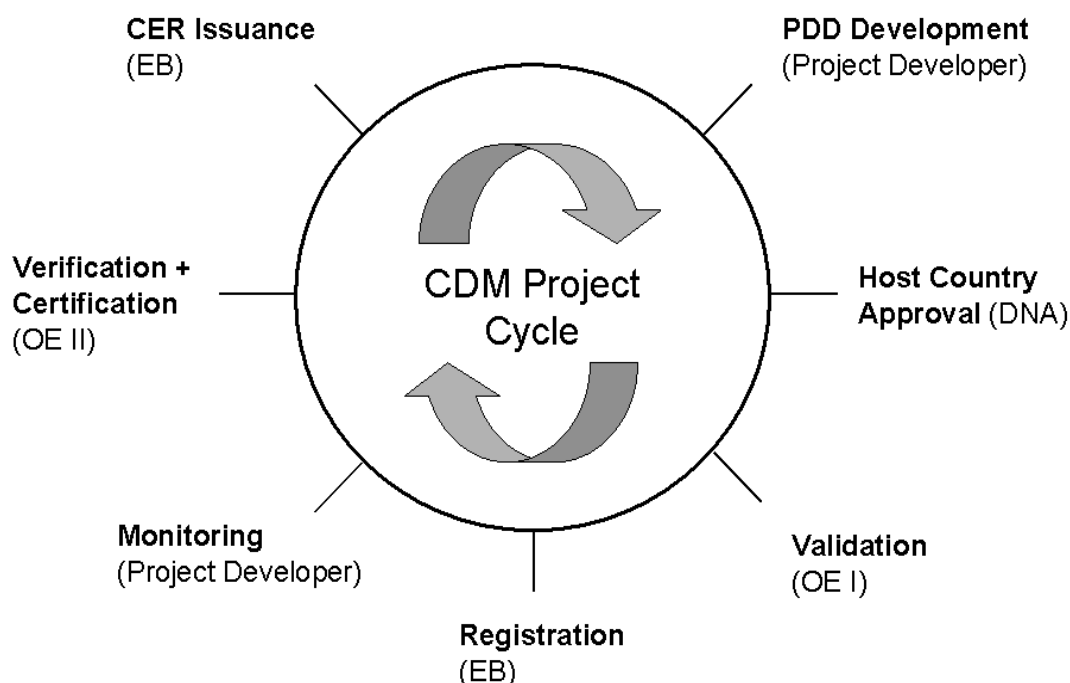 CER Issuance
(EB)
PDD Development
(Project Developer)
Verification +
Certification
(OE II)
CDM Project
Cycle
Host Country
Approval (DNA)
Monitoring
(Project Developer)
Validation
(OE I)
Registration
(EB)